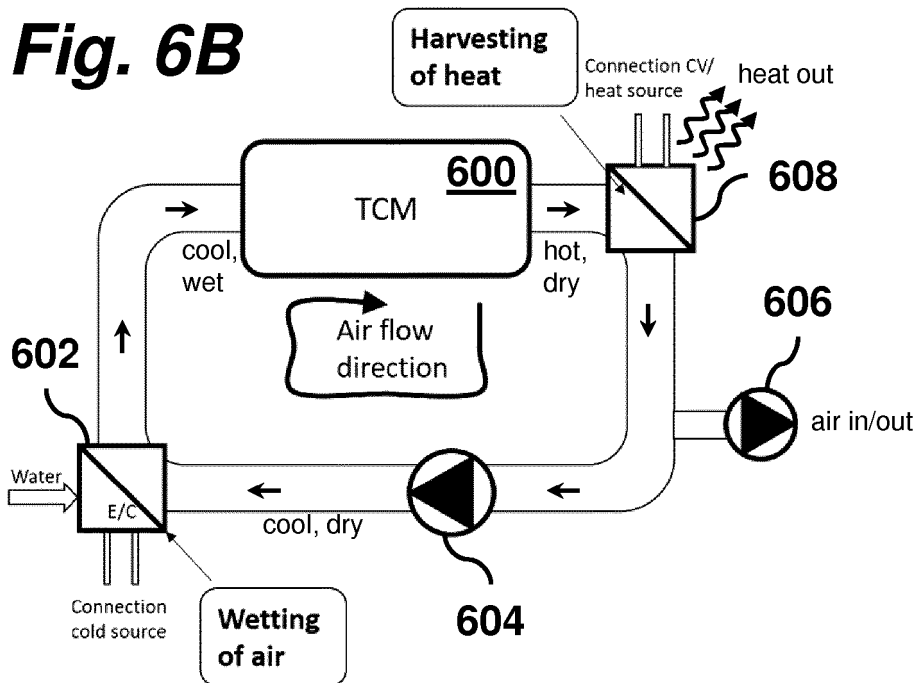 Fig. 6B
Harvesting
of heat
Connection CV/
heat source
heat out
600
TCM
608
cool,
wet
hot,
dry
Air flow
direction
606
air in/out
602
Water
E/C
cool, dry
Connection
cold source
Wetting
of air
604